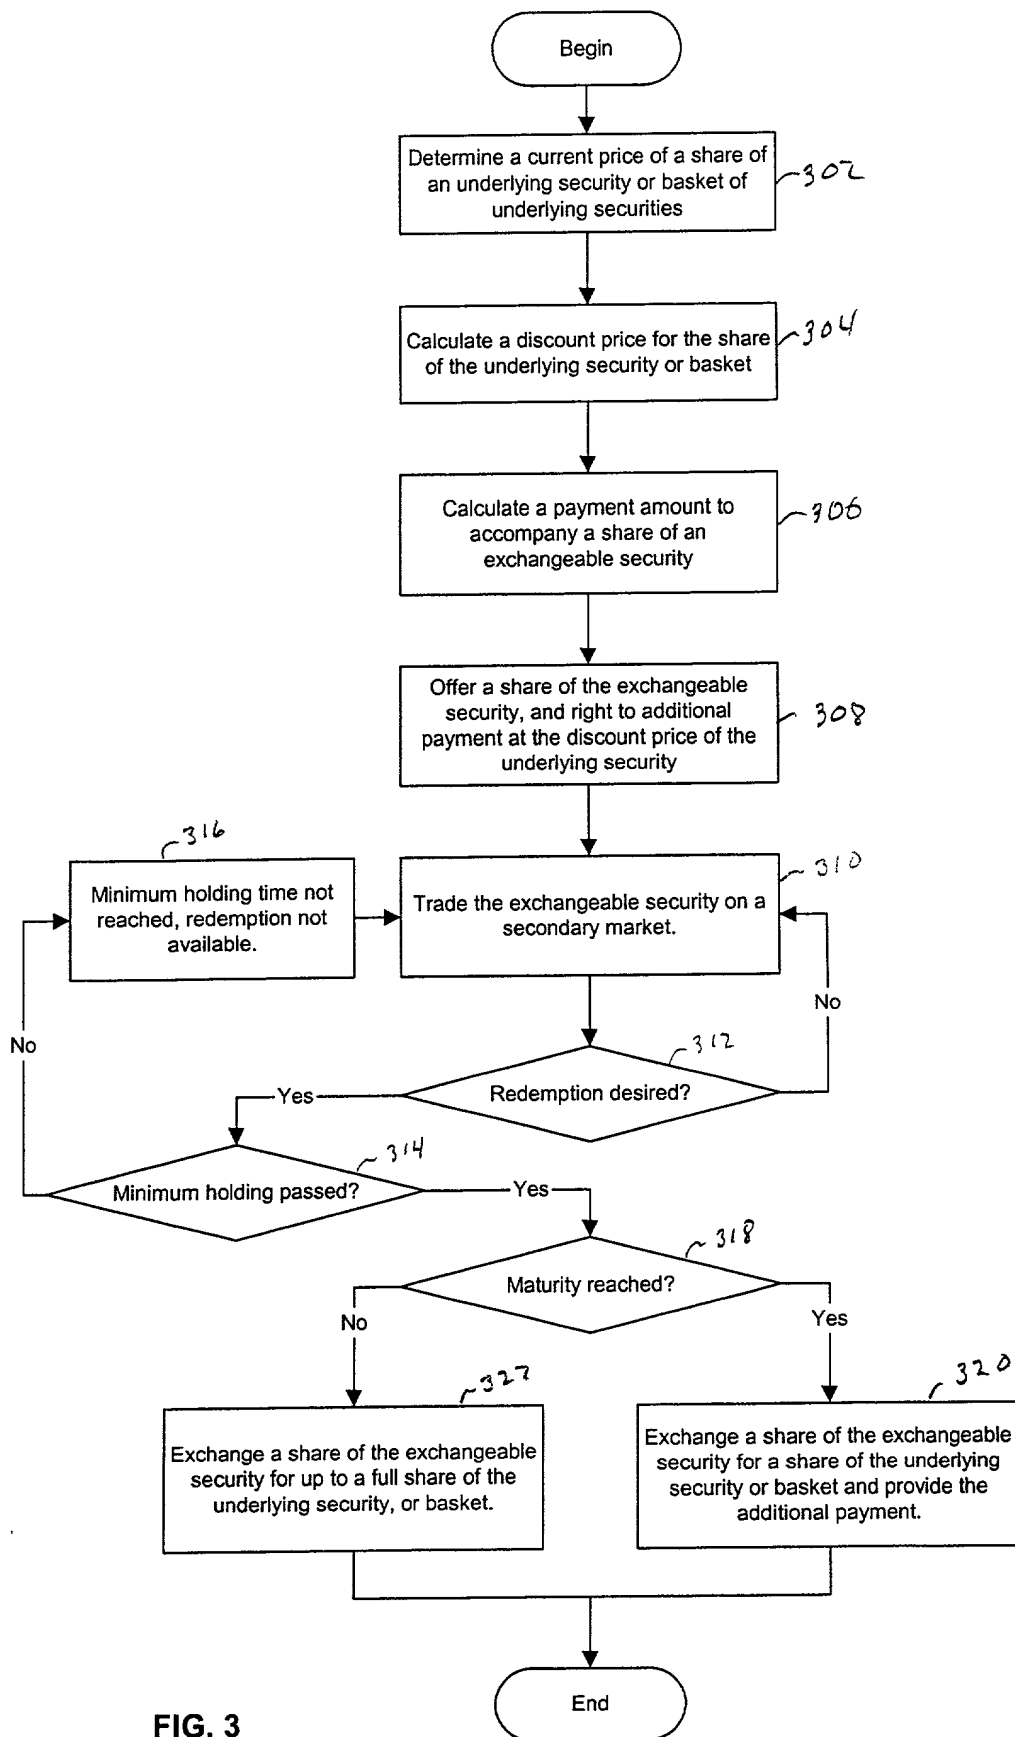 Begin
Determine a current price of a share of
an underlying security or basket of
underlying securities
302
Calculate a discount price for the share
of the underlying security or basket
304
Calculate a payment amount to
accompany a share of an
exchangeable security
306
Offer a share of the exchangeable
security, and right to additional
payment at the discount price of the
underlying security
308
316
Minimum holding time not
reached, redemption not
available.
Trade the exchangeable security on a
secondary market.
310
No
No
312
Redemption desired?
Yes
314
Minimum holding passed?
Yes
318
Maturity reached?
No
Yes
322
Exchange a share of the exchangeable
security for up to a full share of the
underlying security, or basket.
320
Exchange a share of the exchangeable
security for a share of the underlying
security or basket and provide the
additional payment.
End
FIG. 3